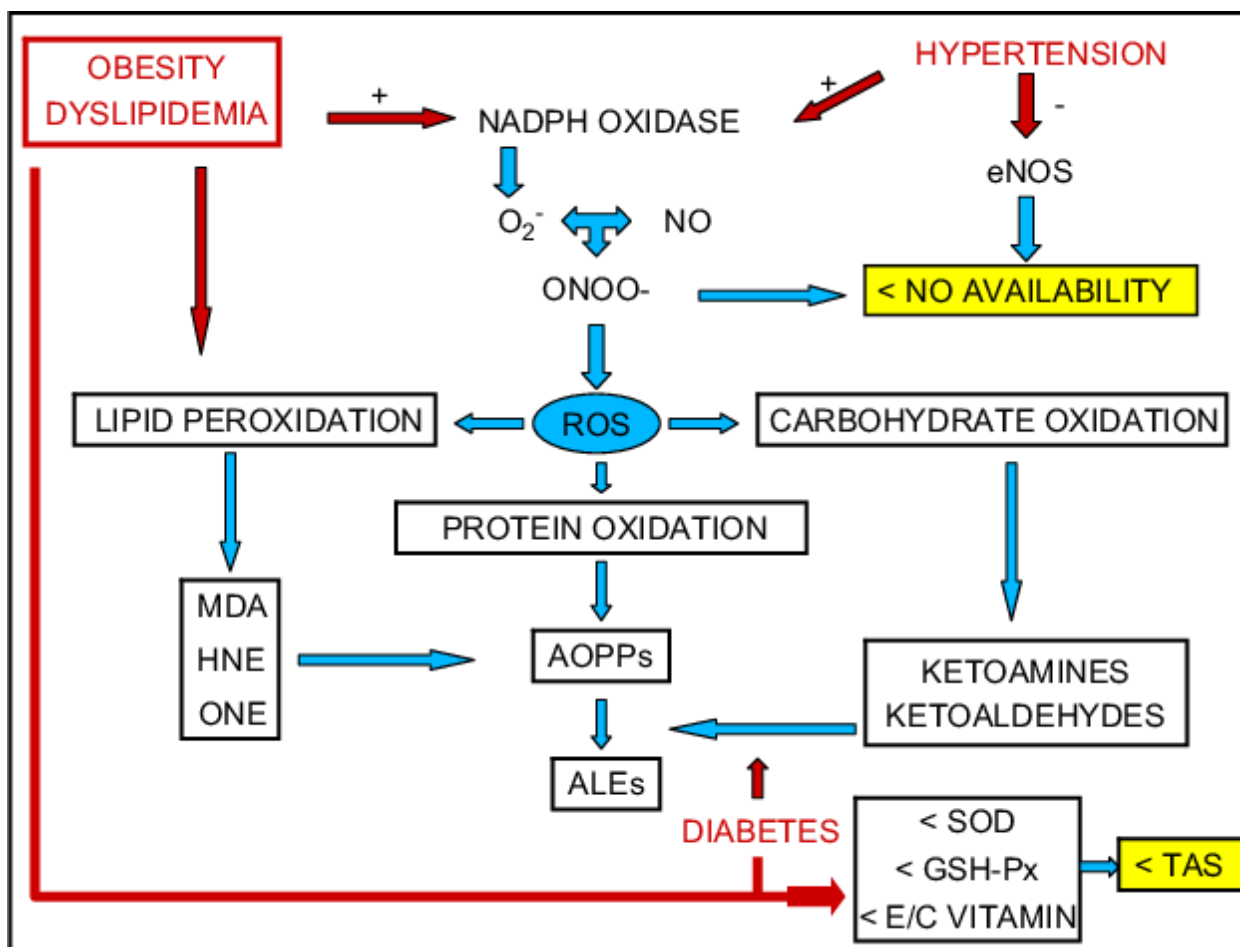 OBESITY
DYSLIPIDEMIA
+
NADPH OXIDASE
+
HYPERTENSION
-
eNOS
O₂⁻
NO
ONOO-
< NO AVAILABILITY
LIPID PEROXIDATION
ROS
CARBOHYDRATE OXIDATION
PROTEIN OXIDATION
MDA
HNE
ONE
AOPPs
KETOAMINES
KETOALDEHYDES
ALEs
DIABETES
< SOD
< GSH-Px
< E/C VITAMIN
< TAS